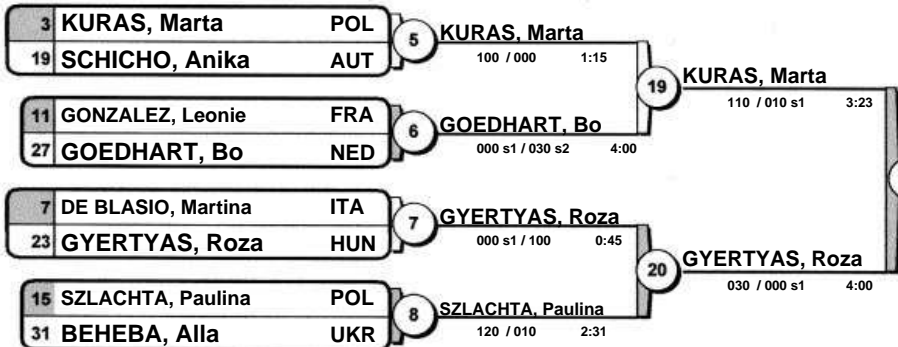 3 KURAS, Marta POL
19 SCHICHO, Anika AUT
5
KURAS, Marta
100 / 000 1:15
11 GONZALEZ, Leonie FRA
27 GOEDHART, Bo NED
6
GOEDHART, Bo
000 s1 / 030 s2 4:00
19
KURAS, Marta
110 / 010 s1 3:23
7 DE BLASIO, Martina ITA
23 GYERTYAS, Roza HUN
7
GYERTYAS, Roza
000 s1 / 100 0:45
15 SZLACHTA, Paulina POL
31 BEHEBA, Alla UKR
8
SZLACHTA, Paulina
120 / 010 2:31
20
GYERTYAS, Roza
030 / 000 s1 4:00